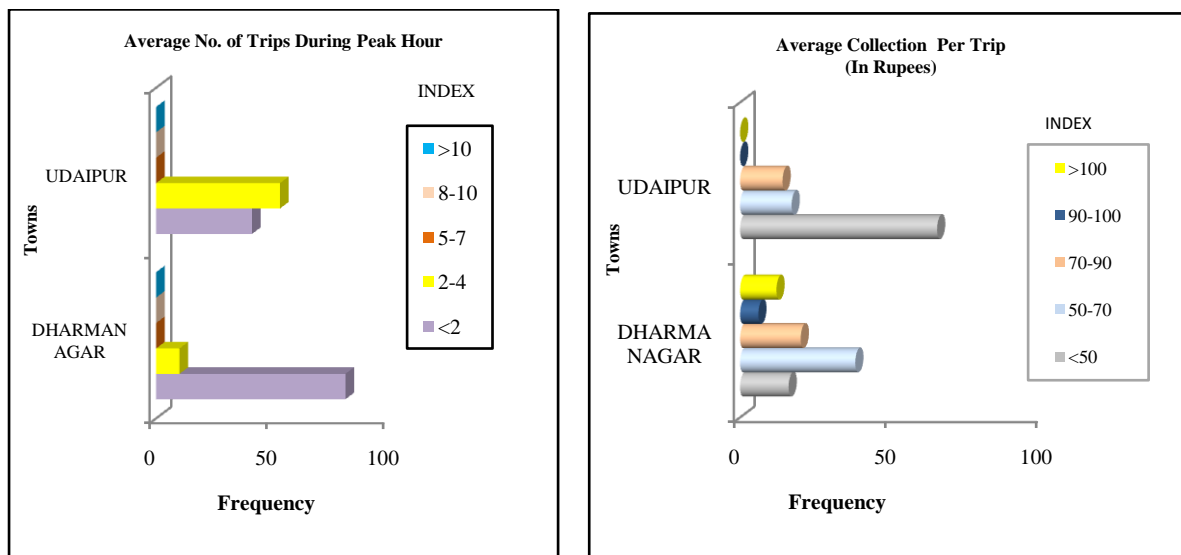 Average No. of Trips During Peak Hour
INDEX
>10
8-10
5-7
2-4
<2
Towns
UDAIPUR
DHARMAN
AGAR
0
50
100
Frequency
Average Collection Per Trip
(In Rupees)
INDEX
>100
90-100
70-90
50-70
<50
Towns
UDAIPUR
DHARMA
NAGAR
0
50
100
Frequency